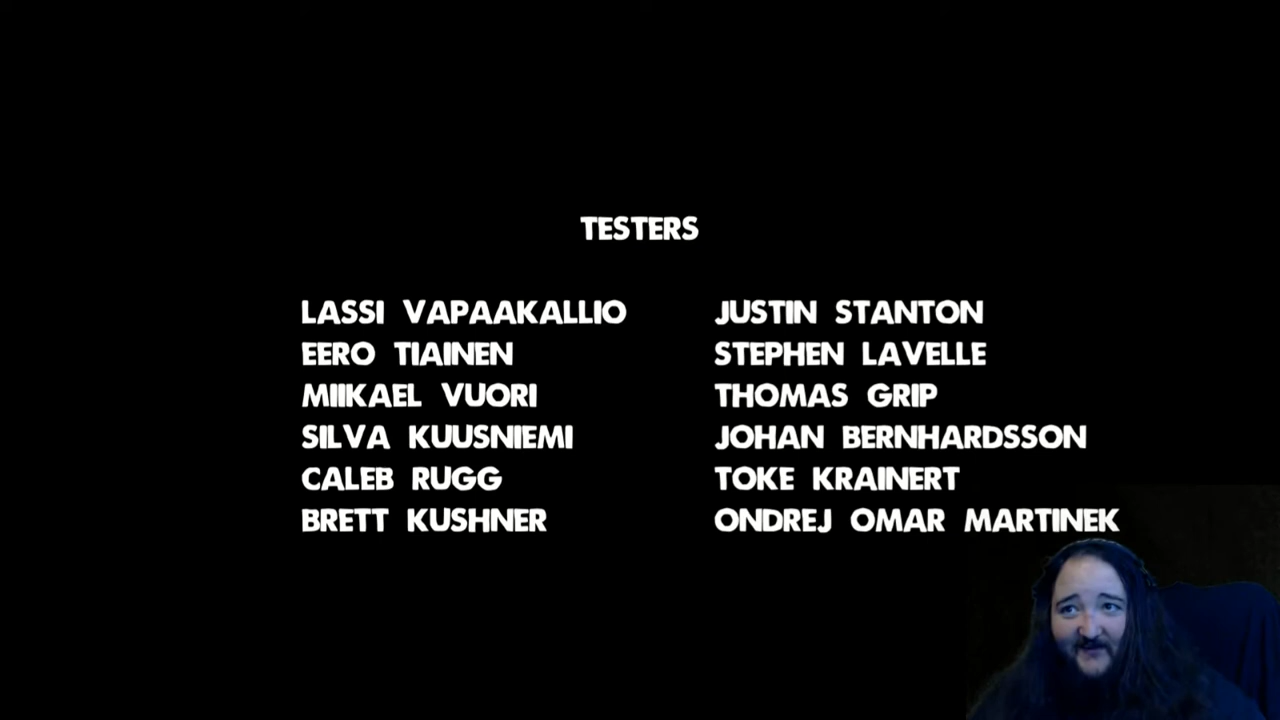 TESTERS
LASSI VAPAAKALLIO
EERO TIAINEN
MIIKAEL VUORI
SILVA KUUSNIEMI
CALEB RUGG
BRETT KUSHNER
JUSTIN STANTON
STEPHEN LAVELLE
THOMAS GRIP
JOHAN BERNHARDSSON
TOKE KRAINERT
ONDREJ OMAR MARTINEK